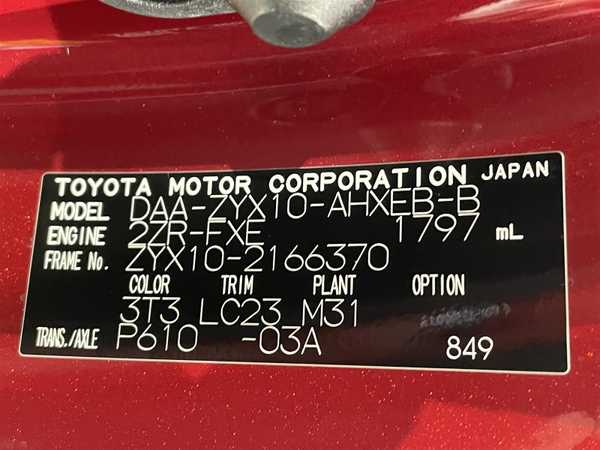 TOYOTA MOTOR CORPORATION JAPAN
MODEL DAA-ZYX10-AHXEB-B
ENGINE 2ZR-FXE 1797 mL
FRAME No. ZYX10-2166370
COLOR TRIM PLANT OPTION
3T3 LC23 M31
TRANS./AXLE P610 -03A 849